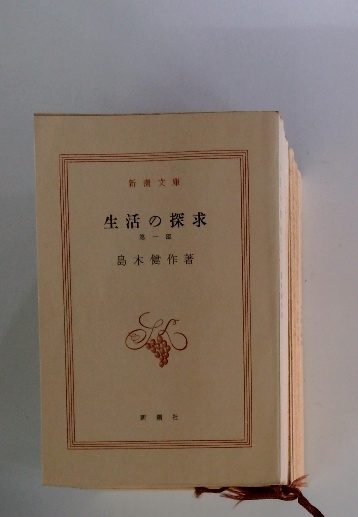 新潮文庫
生活の探求
第一部
島木健作著
新潮社